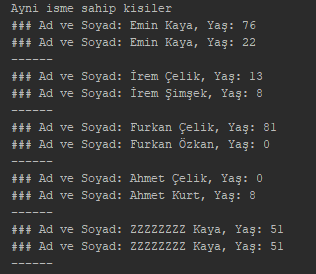 Ayni isme sahip kisiler
### Ad ve Soyad: Emin Kaya, Yaş: 76
### Ad ve Soyad: Emin Kaya, Yaş: 22
------
### Ad ve Soyad: İrem Çelik, Yaş: 13
### Ad ve Soyad: İrem Şimşek, Yaş: 8
------
### Ad ve Soyad: Furkan Çelik, Yaş: 81
### Ad ve Soyad: Furkan Özkan, Yaş: 0
------
### Ad ve Soyad: Ahmet Çelik, Yaş: 0
### Ad ve Soyad: Ahmet Kurt, Yaş: 8
------
### Ad ve Soyad: ZZZZZZZZ Kaya, Yaş: 51
### Ad ve Soyad: ZZZZZZZZ Kaya, Yaş: 51
------